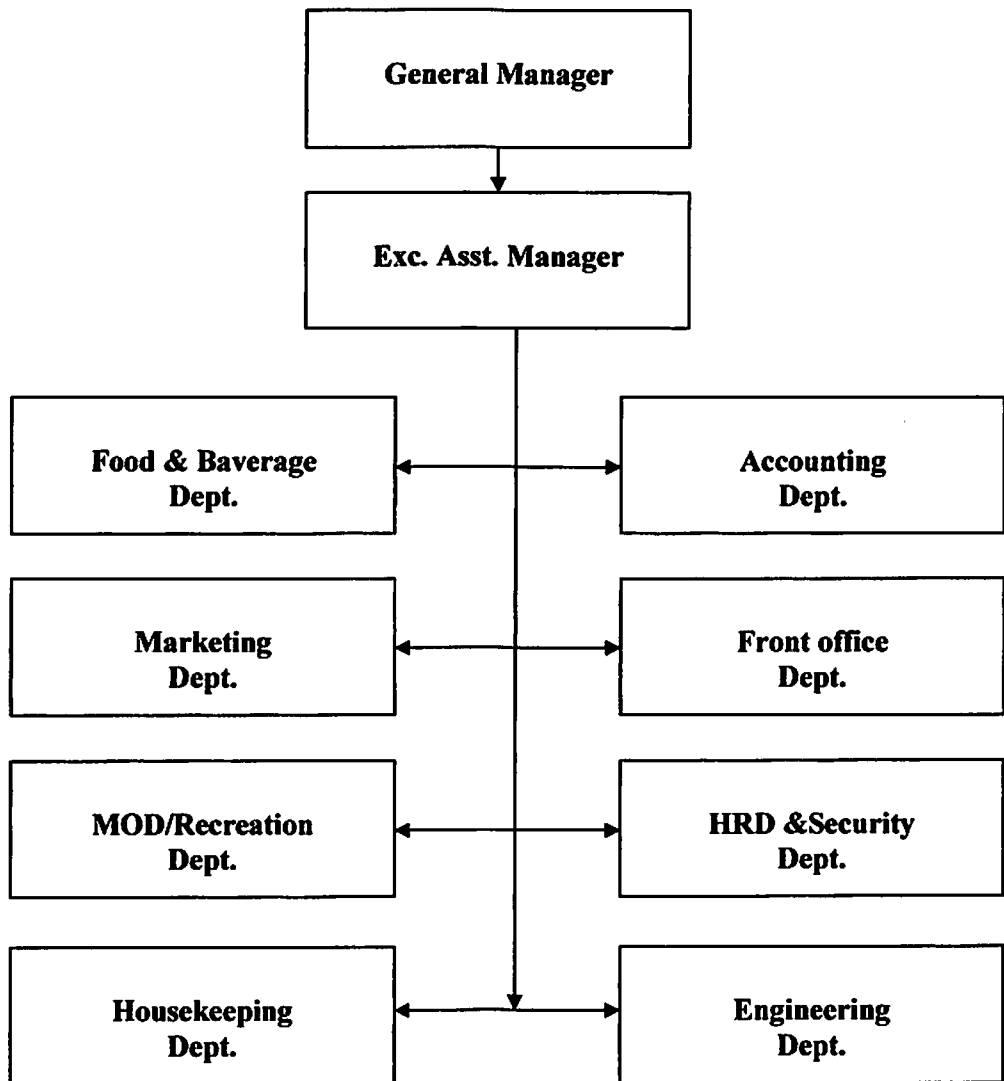 General Manager
Exc. Asst. Manager
Food & Baverage
Dept.
Accounting
Dept.
Marketing
Dept.
Front office
Dept.
MOD/Recreation
Dept.
HRD &Security
Dept.
Housekeeping
Dept.
Engineering
Dept.